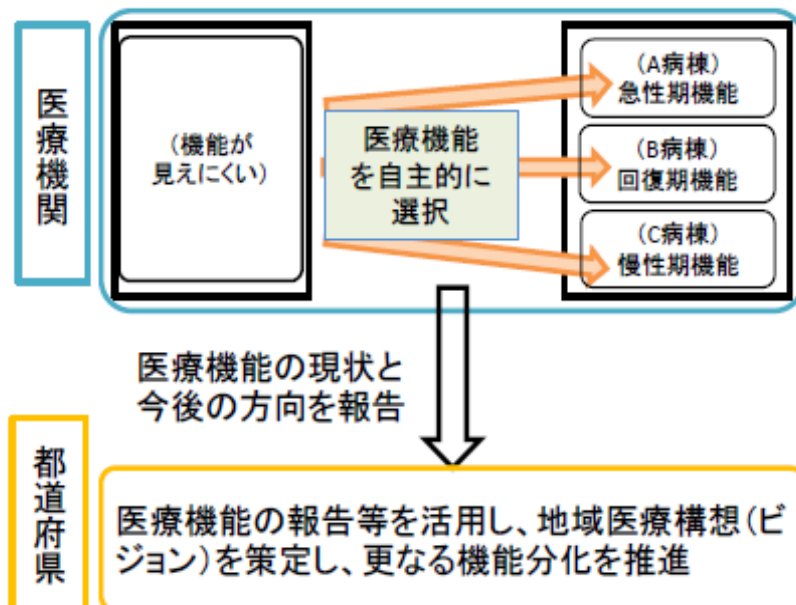 医療機関
(機能が
見えにくい)
医療機能
を自主的に
選択
(A病棟)
急性期機能
(B病棟)
回復期機能
(C病棟)
慢性期機能
医療機能の現状と
今後の方向を報告
都道府県
医療機能の報告等を活用し、地域医療構想(ビ
ジョン)を策定し、更なる機能分化を推進